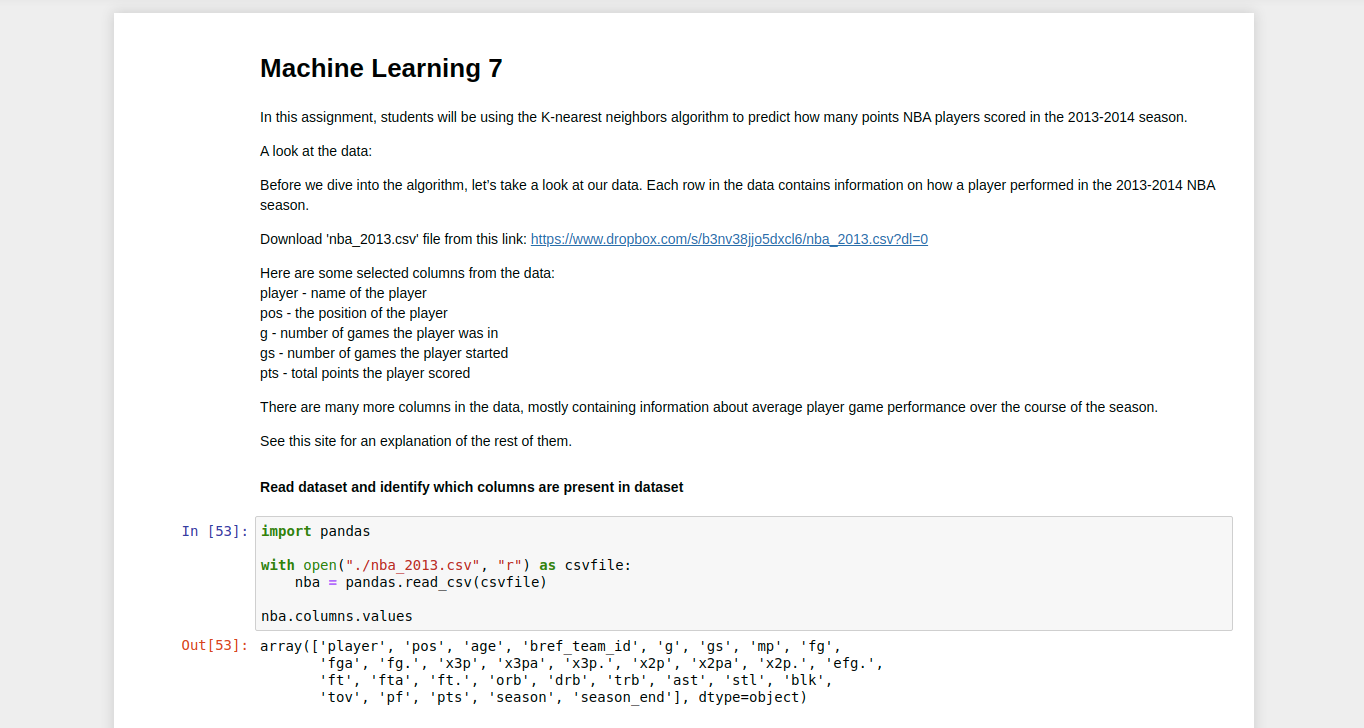 Machine Learning 7
In this assignment, students will be using the K-nearest neighbors algorithm to predict how many points NBA players scored in the 2013-2014 season.
A look at the data:
Before we dive into the algorithm, let's take a look at our data. Each row in the data contains information on how a player performed in the 2013-2014 NBA
season.
Download 'nba_2013.csv' file from this link: https://www.dropbox.com/s/b3nv38jjo5dxcl6/nba_2013.csv?dl=0
Here are some selected columns from the data:
player - name of the player
pos - the position of the player
g - number of games the player was in
gs - number of games the player started
pts - total points the player scored
There are many more columns in the data, mostly containing information about average player game performance over the course of the season.
See this site for an explanation of the rest of them.
Read dataset and identify which columns are present in dataset
In [53]: import pandas
with open("./nba_2013.csv", "r") as csvfile:
    nba = pandas.read_csv(csvfile)
nba.columns.values
Out[53]: array(['player', 'pos', 'age', 'bref_team_id', 'g', 'gs', 'mp', 'fg',
       'fga', 'fg.', 'x3p', 'x3pa', 'x3p.', 'x2p', 'x2pa', 'x2p.', 'efg.',
       'ft', 'fta', 'ft.', 'orb', 'drb', 'trb', 'ast', 'stl', 'blk',
       'tov', 'pf', 'pts', 'season', 'season_end'], dtype=object)